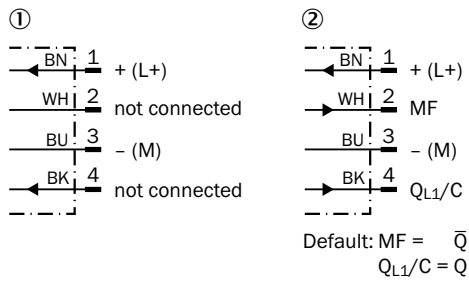 ① ②
BN 1 + (L+) BN 1 + (L+)
WH 2 not connected WH 2 MF
BU 3 – (M) BU 3 – (M)
BK 4 not connected BK 4 QL1/C
Default: MF = Q̅
QL1/C = Q